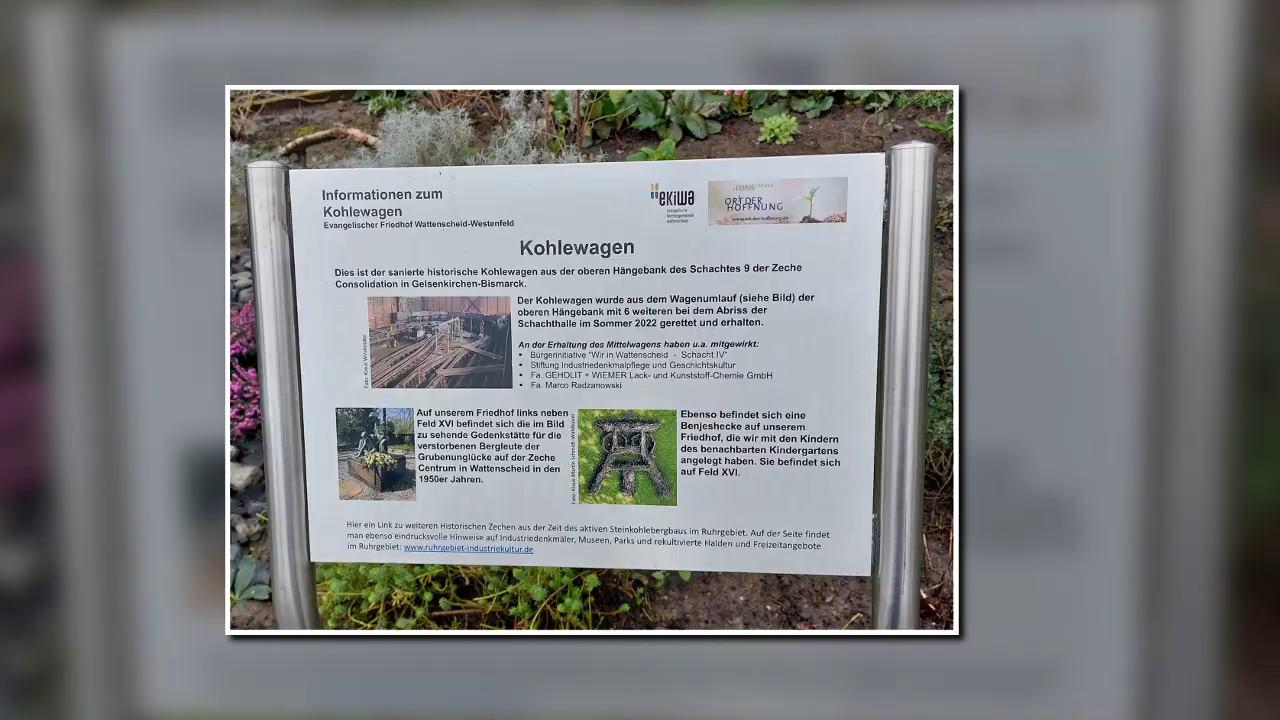 Informationen zum
Kohlewagen
Evangelischer Friedhof Wattenscheid-Westenfeld
ekiwa
evangelische
kirchengemeinde
wattenscheid
EVANGELISCHER
ORT DER
HOFFNUNG
www.ort-der-hoffnung.de
Kohlewagen
Dies ist der sanierte historische Kohlewagen aus der oberen Hängebank des Schachtes 9 der Zeche
Consolidation in Gelsenkirchen-Bismarck.
Der Kohlewagen wurde aus dem Wagenumlauf (siehe Bild) der
oberen Hängebank mit 6 weiteren bei dem Abriss der
Schachthalle im Sommer 2022 gerettet und erhalten.
An der Erhaltung des Mittelwagens haben u.a. mitgewirkt:
• Bürgerinitiative "Wir in Wattenscheid - Schacht IV"
• Stiftung Industriedenkmalpflege und Geschichtskultur
• Fa. GEHOLIT + WIEMER Lack- und Kunststoff-Chemie GmbH
• Fa. Marco Radzanowski
Auf unserem Friedhof links neben
Feld XVI befindet sich die im Bild
zu sehende Gedenkstätte für die
verstorbenen Bergleute der
Grubenunglücke auf der Zeche
Centrum in Wattenscheid in den
1950er Jahren.
Ebenso befindet sich eine
Benjeshecke auf unserem
Friedhof, die wir mit den Kindern
des benachbarten Kindergartens
angelegt haben. Sie befindet sich
auf Feld XVI.
Hier ein Link zu weiteren Historischen Zechen aus der Zeit des aktiven Steinkohlebergbaus im Ruhrgebiet. Auf der Seite findet
man ebenso eindrucksvolle Hinweise auf Industriedenkmäler, Museen, Parks und rekultivierte Halden und Freizeitangebote
im Ruhrgebiet: www.ruhrgebiet-industriekultur.de